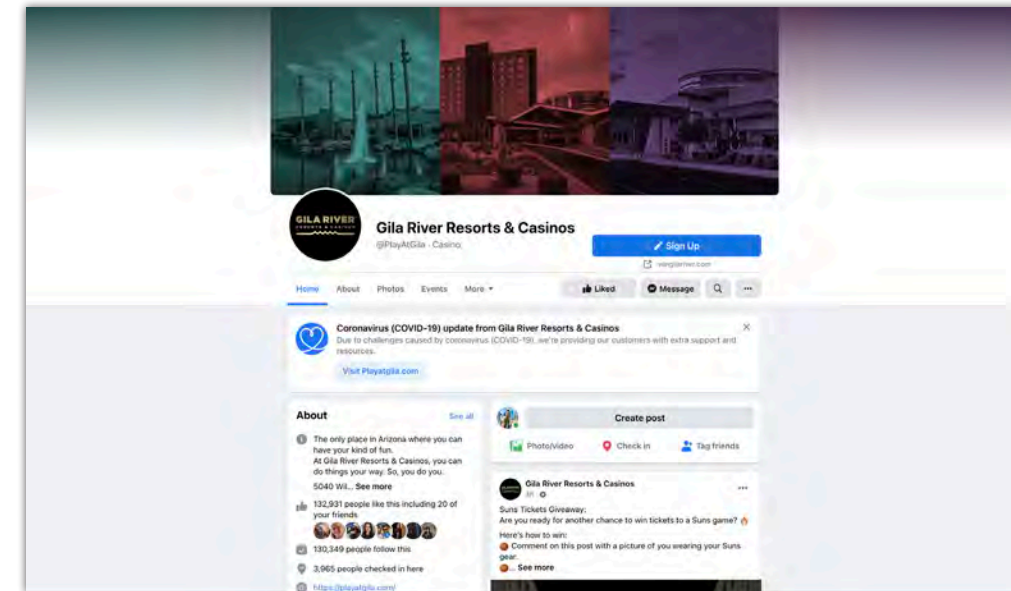 GILA RIVER
RESORTS & CASINOS
Gila River Resorts & Casinos
@PlayAtGila · Casino
Sign Up
Home About Photos Events More
Liked Message
Coronavirus (COVID-19) update from Gila River Resorts & Casinos
Due to challenges caused by coronavirus (COVID-19), we're providing our customers with extra support and
resources.
Visit Playatgila.com
About See all
The only place in Arizona where you can
have your kind of fun.
At Gila River Resorts & Casinos, you can
do things your way. So, you do you.
5040 Wil... See more
132,931 people like this including 20 of
your friends
130,349 people follow this
3,965 people checked in here
https://playatgila.com/
Create post
Photo/video Check in Tag friends
Gila River Resorts & Casinos
Suns Tickets Giveaway:
Are you ready for another chance to win tickets to a Suns game? 🔥
Here's how to win:
🏀 Comment on this post with a picture of you wearing your Suns
gear.
🏀... See more